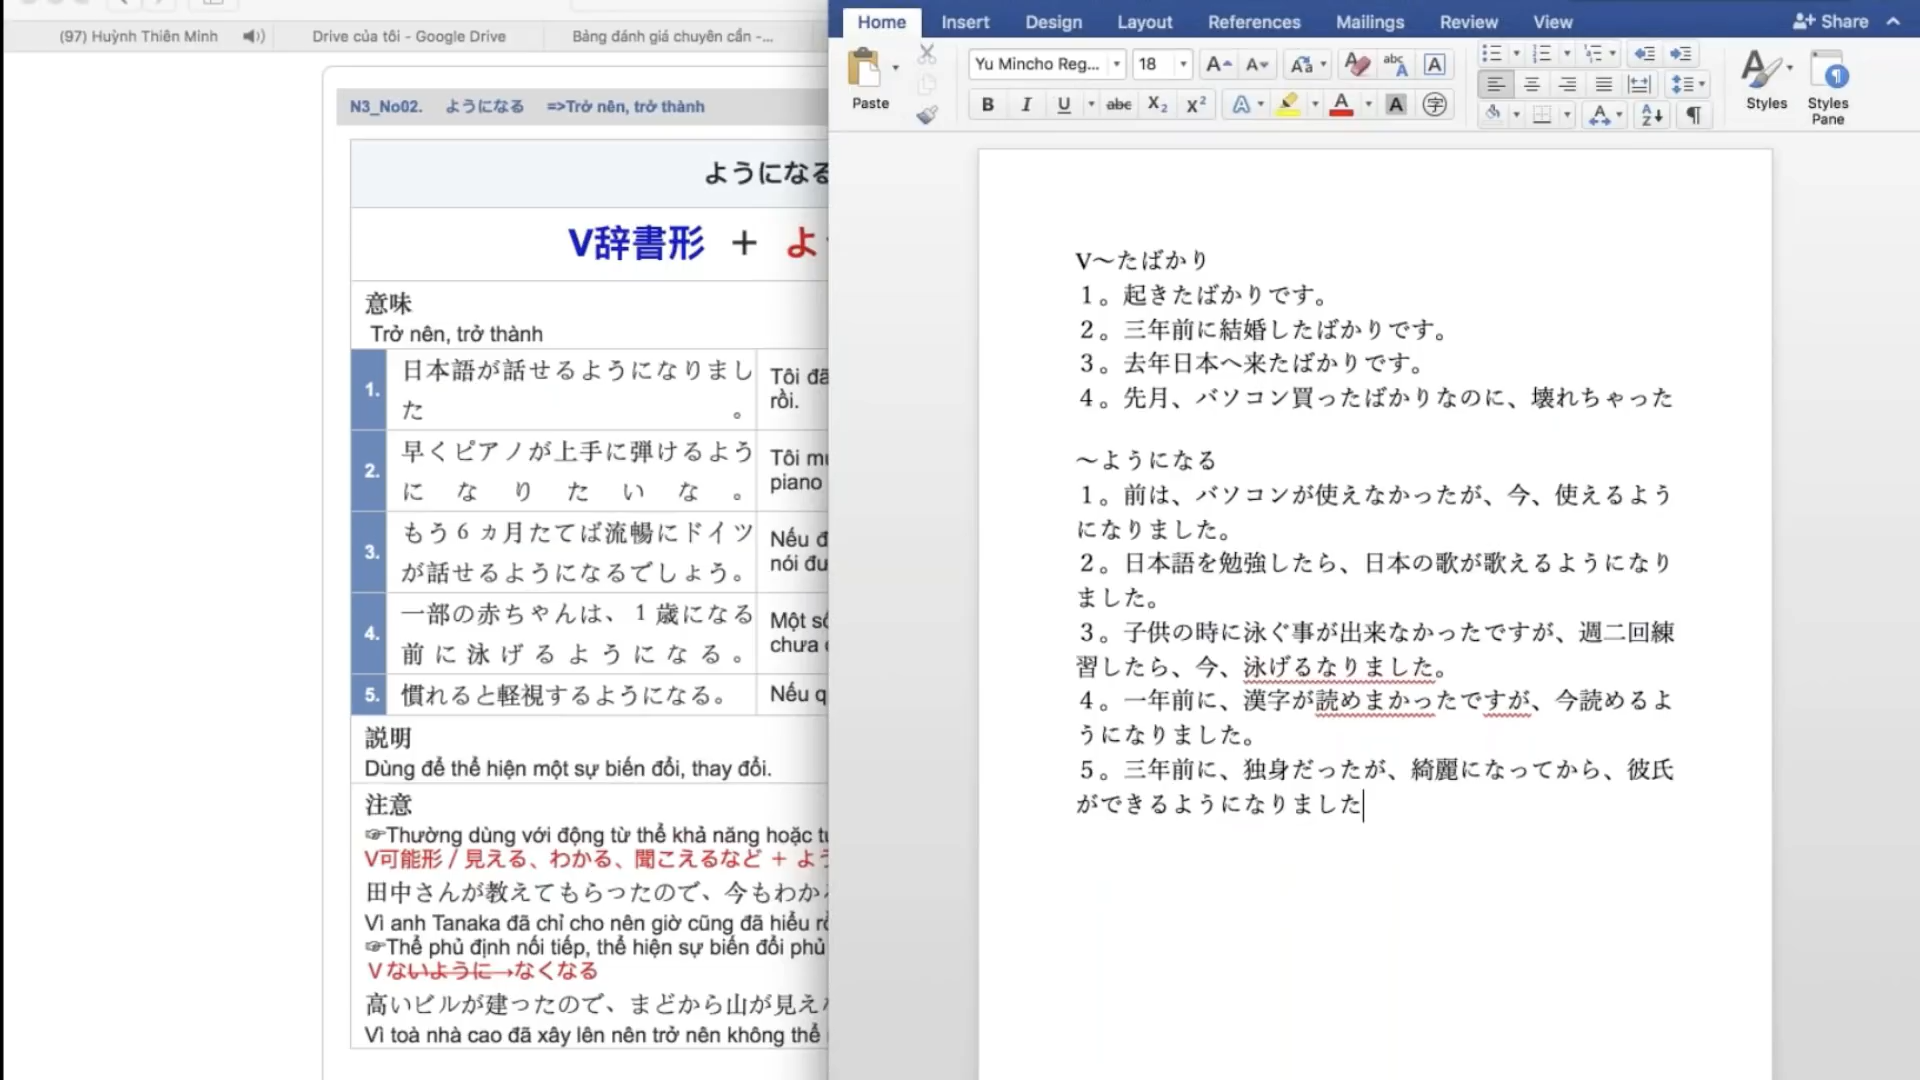 (97) Huỳnh Thiên Minh
Drive của tôi - Google Drive
Bảng đánh giá chuyên cần -...
N3_No02. ようになる =>Trở nên, trở thành
ようになる
V辞書形 + よ
意味
Trở nên, trở thành
1. 日本語が話せるようになりまし
た。
Tôi đã
rồi.
2. 早くピアノが上手に弾けるよう
になりたいな。
Tôi mu
piano
3. もう6ヵ月たてば流暢にドイツ
が話せるようになるでしょう。
Nếu đ
nói đu
4. 一部の赤ちゃんは、1歳になる
前に泳げるようになる。
Một số
chưa
5. 慣れると軽視するようになる。
Nếu q
説明
Dùng để thể hiện một sự biến đổi, thay đổi.
注意
☞Thường dùng với động từ thể khả năng hoặc
V可能形 / 見える、わかる、聞こえるなど + よう
田中さんが教えてもらったので、今もわか
Vì anh Tanaka đã chỉ cho nên giờ cũng đã hiểu
☞Thể phủ định nối tiếp, thể hiện sự biến đổi phủ
Vないように→なくなる
高いビルが建ったので、まどから山が見え
Vì toà nhà cao đã xây lên nên trở nên không thể
Home Insert Design Layout References Mailings Review View Share
Paste
Yu Mincho Reg... 18
B I U abc X₂ X²
Styles
Styles
Pane
V〜たばかり
１。起きたばかりです。
２。三年前に結婚したばかりです。
３。去年日本へ来たばかりです。
４。先月、バソコン買ったばかりなのに、壊れちゃった
〜ようになる
１。前は、バソコンが使えなかったが、今、使えるよう
になりました。
２。日本語を勉強したら、日本の歌が歌えるようになり
ました。
３。子供の時に泳ぐ事が出来なかったですが、週二回練
習したら、今、泳げるなりました。
４。一年前に、漢字が読めまかったですが、今読めるよ
うになりました。
５。三年前に、独身だったが、綺麗になってから、彼氏
ができるようになりました